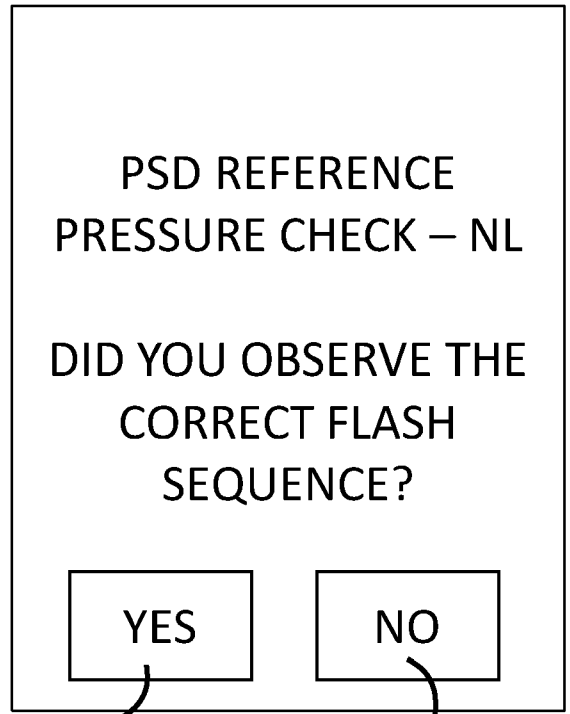 PSD REFERENCE
PRESSURE CHECK – NL
DID YOU OBSERVE THE
CORRECT FLASH
SEQUENCE?
YES
NO